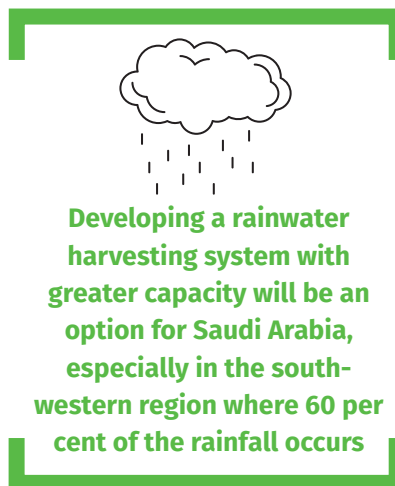 Developing a rainwater
harvesting system with
greater capacity will be an
option for Saudi Arabia,
especially in the south-
western region where 60 per
cent of the rainfall occurs